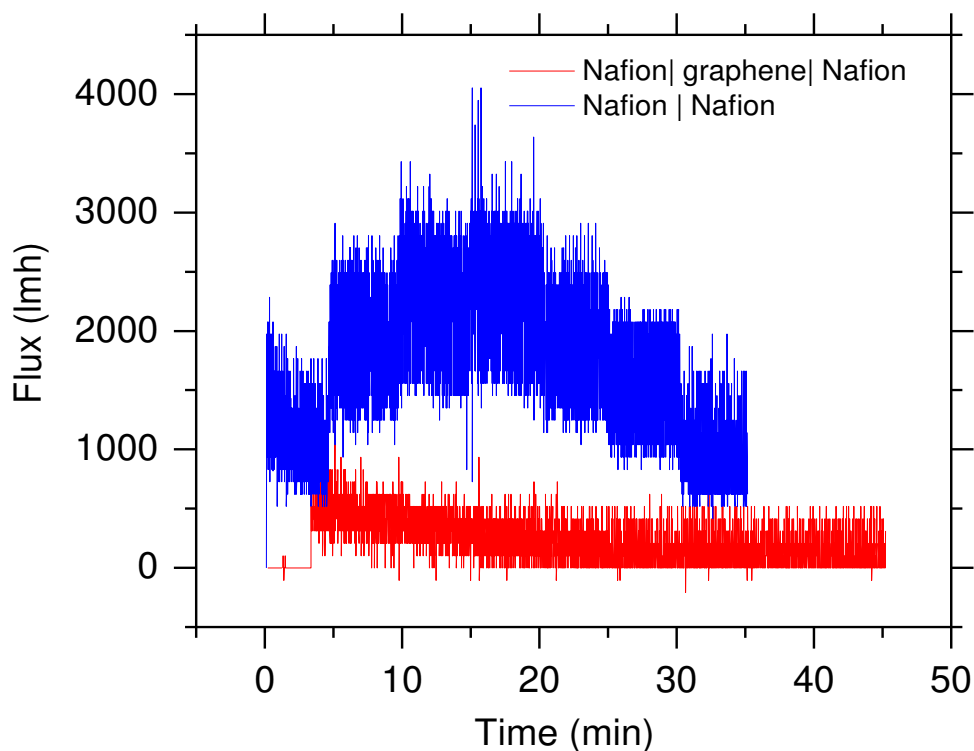 Nafion| graphene| Nafion
Nafion | Nafion
Flux (lmh)
4000
3000
2000
1000
0
0 10 20 30 40 50
Time (min)